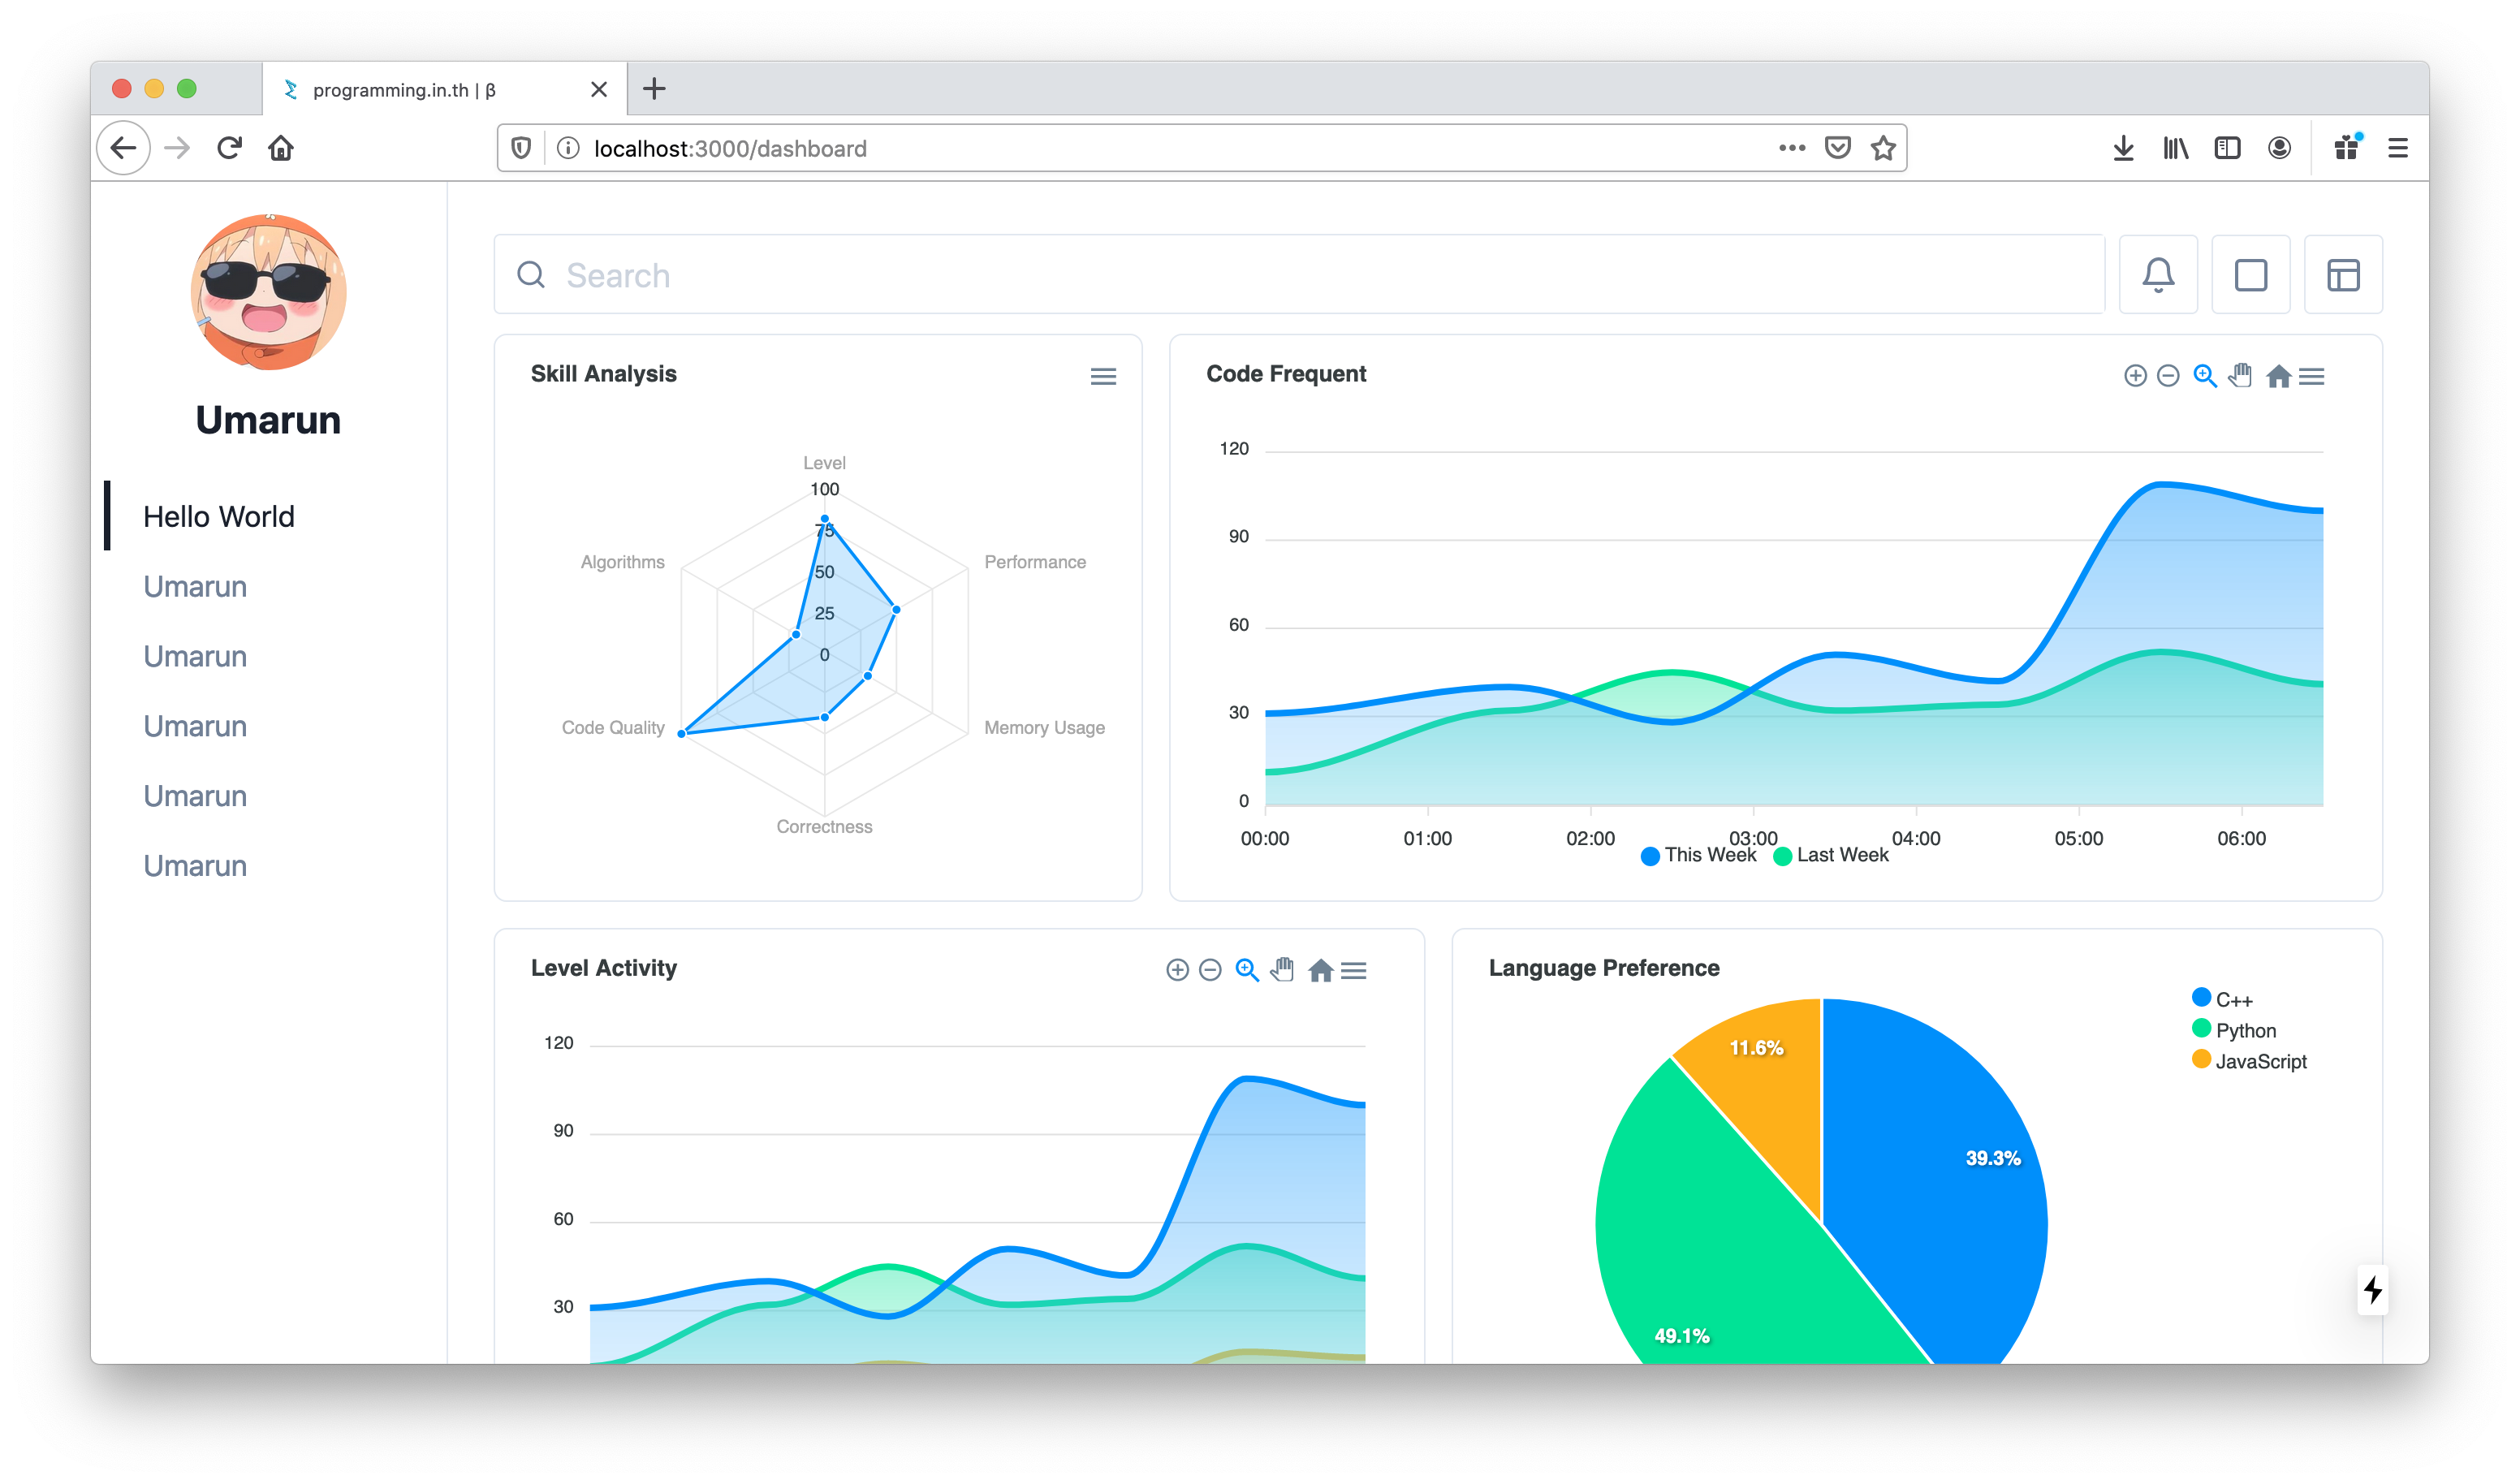 programming.in.th | β
localhost:3000/dashboard
Umarun
Hello World
Umarun
Umarun
Umarun
Umarun
Umarun
Search
Skill Analysis
Level
100
75
50
25
0
Algorithms
Performance
Code Quality
Memory Usage
Correctness
Code Frequent
120
90
60
30
0
00:00 01:00 02:00 03:00 04:00 05:00 06:00
This Week Last Week
Level Activity
120
90
60
30
Language Preference
C++
Python
JavaScript
11.6%
39.3%
49.1%